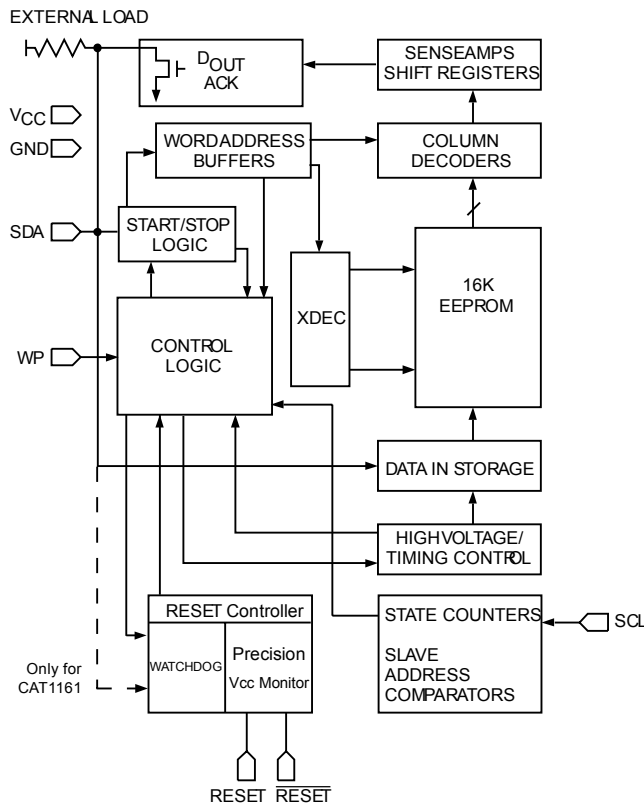 EXTERNAL LOAD
DOUT
ACK
SENSEAMPS
SHIFT REGISTERS
VCC
GND
WORDADDRESS
BUFFERS
COLUMN
DECODERS
SDA
START/STOP
LOGIC
16K
EEPROM
XDEC
WP
CONTROL
LOGIC
DATA IN STORAGE
HIGHVOLTAGE/
TIMING CONTROL
RESET Controller
STATE COUNTERS
SCL
WATCHDOG
Precision
Vcc Monitor
SLAVE
ADDRESS
COMPARATORS
Only for
CAT1161
RESET
RESET